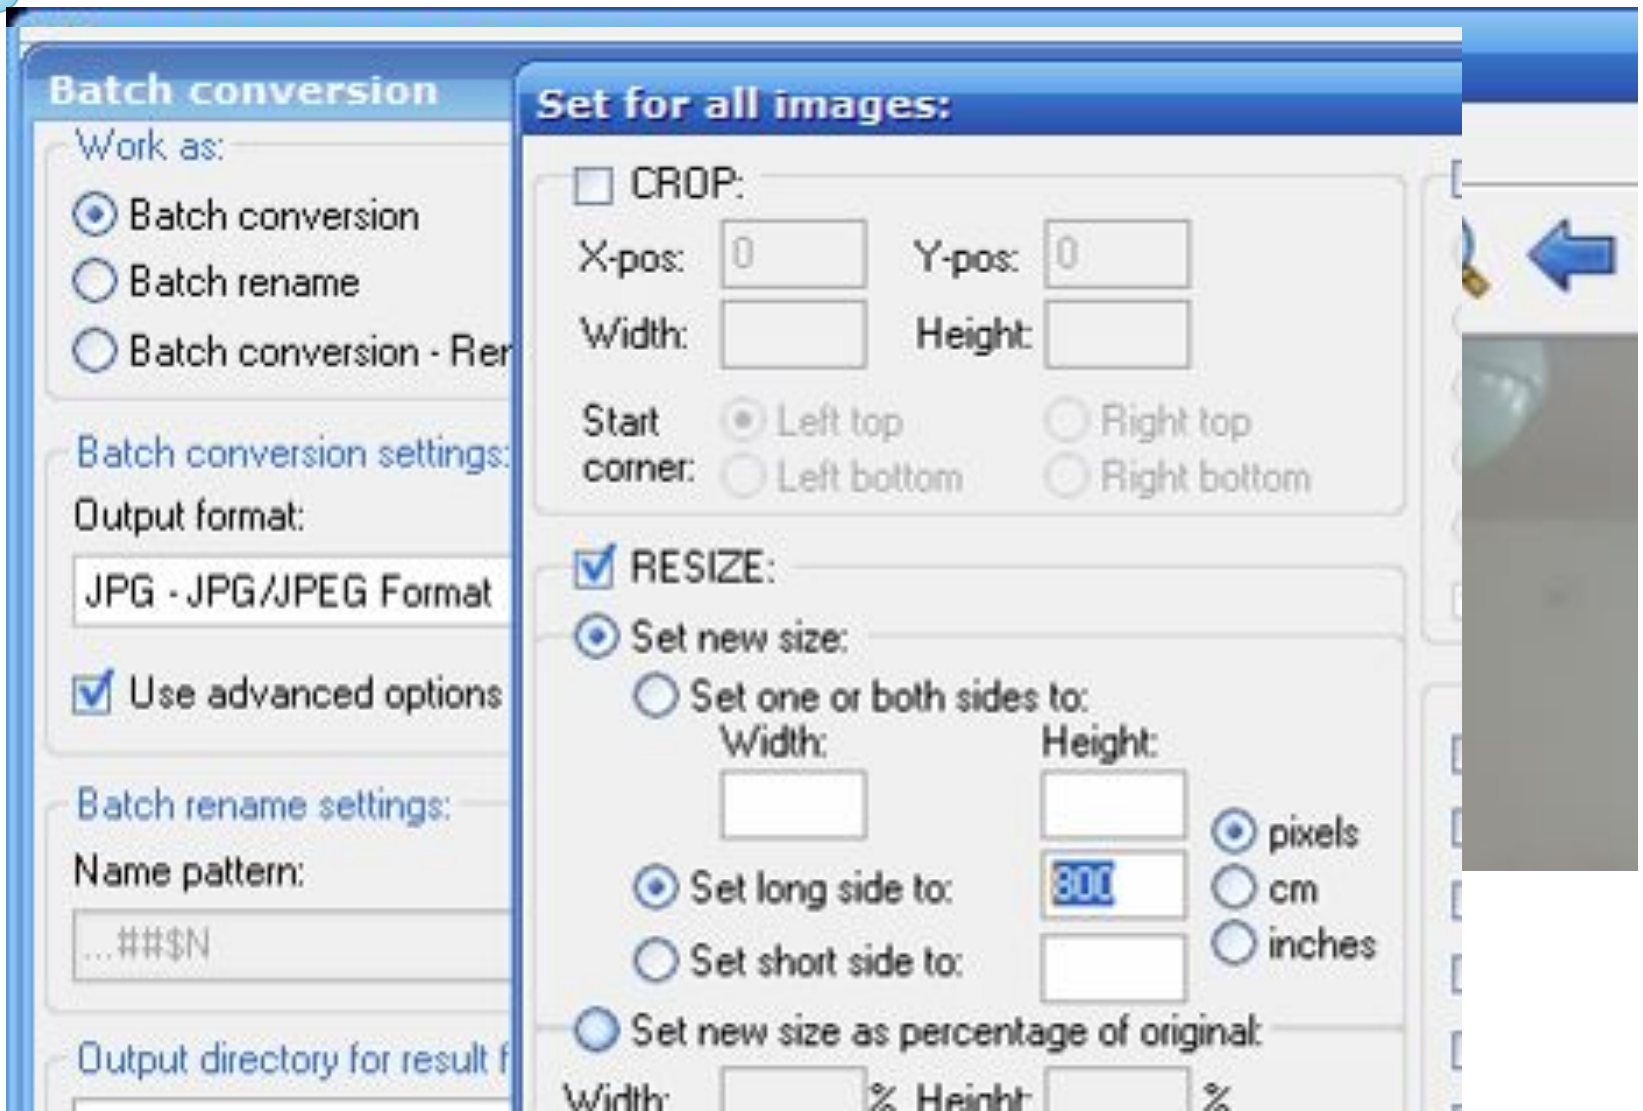 Batch conversion
Work as:
Batch conversion
Batch rename
Batch conversion - Ren
Batch conversion settings:
Output format:
JPG - JPG/JPEG Format
Use advanced options
Batch rename settings:
Name pattern:
...##$N
Output directory for result f
Set for all images:
CROP:
X-pos: 0 Y-pos: 0
Width: Height:
Start corner:
Left top Right top
Left bottom Right bottom
RESIZE:
Set new size:
Set one or both sides to:
Width: Height:
pixels
Set long side to: 800 cm
Set short side to: inches
Set new size as percentage of original:
Width: % Height: %